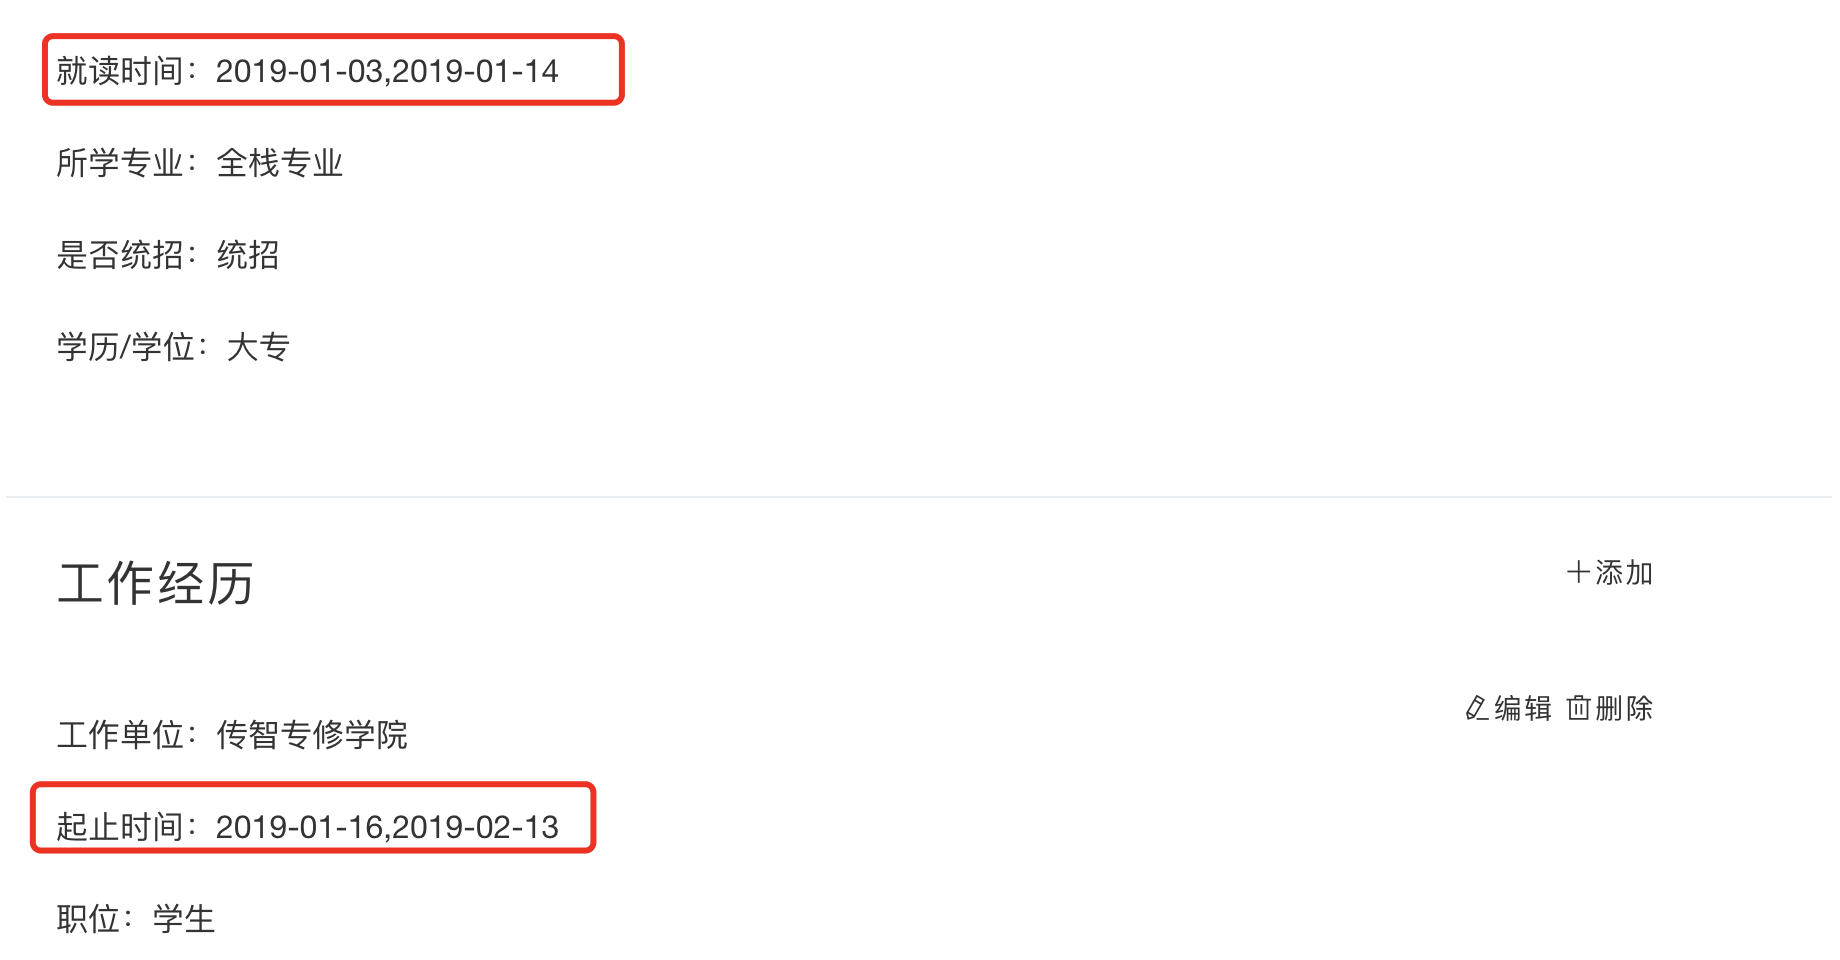 就读时间：2019-01-03,2019-01-14
所学专业：全栈专业
是否统招：统招
学历/学位：大专
工作经历
添加
工作单位：传智专修学院
编辑 删除
起止时间：2019-01-16,2019-02-13
职位：学生